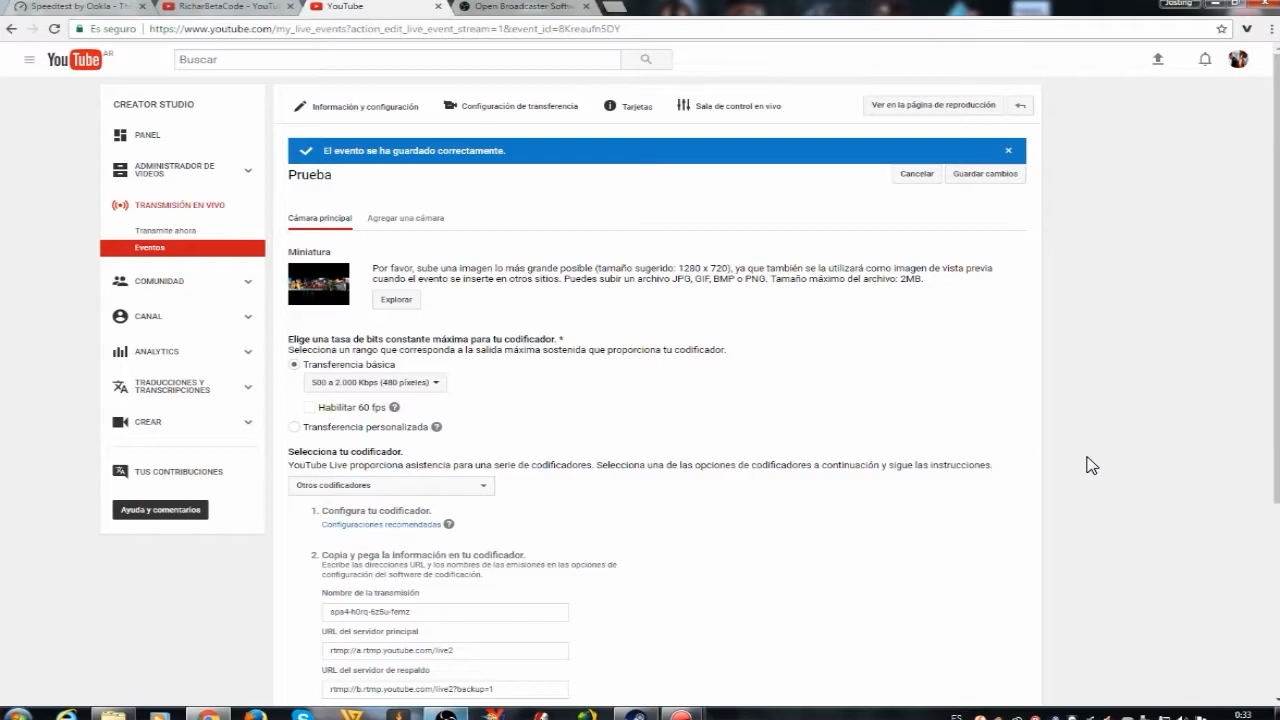 Speedtest by Ookla - Th
RicharBetaCode - YouTu
YouTube
Open Broadcaster Softw
Es seguro
https://www.youtube.com/my_live_events?action_edit_live_event_stream=1&event_id=8Kreaufn5DY
YouTube AR
Buscar
CREATOR STUDIO
PANEL
ADMINISTRADOR DE
VIDEOS
TRANSMISIÓN EN VIVO
Transmite ahora
Eventos
COMUNIDAD
CANAL
ANALYTICS
TRADUCCIONES Y
TRANSCRIPCIONES
CREAR
TUS CONTRIBUCIONES
Ayuda y comentarios
Información y configuración
Configuración de transferencia
Tarjetas
Sala de control en vivo
Ver en la página de reproducción
El evento se ha guardado correctamente.
Prueba
Cancelar
Guardar cambios
Cámara principal
Agregar una cámara
Miniatura
Por favor, sube una imagen lo más grande posible (tamaño sugerido: 1280 x 720), ya que también se la utilizará como imagen de vista previa
cuando el evento se inserte en otros sitios. Puedes subir un archivo JPG, GIF, BMP o PNG. Tamaño máximo del archivo: 2MB.
Explorar
Elige una tasa de bits constante máxima para tu codificador. *
Selecciona un rango que corresponda a la salida máxima sostenida que proporciona tu codificador.
Transferencia básica
500 a 2.000 Kbps (480 píxeles)
Habilitar 60 fps
Transferencia personalizada
Selecciona tu codificador.
YouTube Live proporciona asistencia para una serie de codificadores. Selecciona una de las opciones de codificadores a continuación y sigue las instrucciones.
Otros codificadores
1. Configura tu codificador.
Configuraciones recomendadas
2. Copia y pega la información en tu codificador.
Escribe las direcciones URL y los nombres de las emisiones en las opciones de
configuración del software de codificación.
Nombre de la transmisión
apa4-h0rq-6z5u-femz
URL del servidor principal
rtmp://a.rtmp.youtube.com/live2
URL del servidor de respaldo
rtmp://b.rtmp.youtube.com/live2?backup=1
ES
0:33